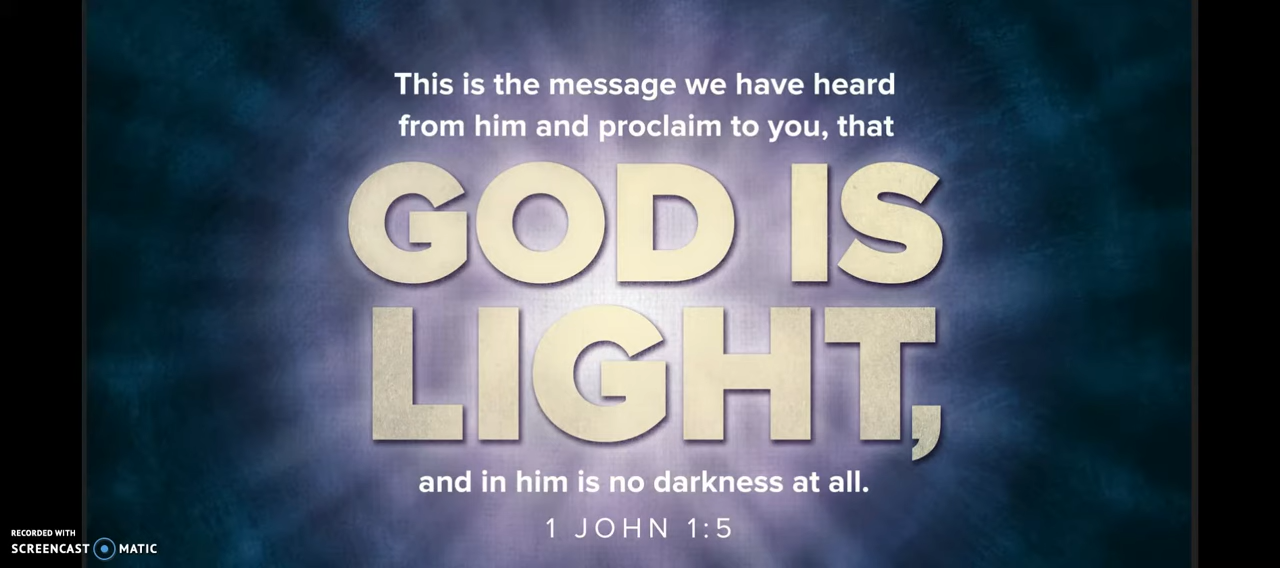 This is the message we have heard
from him and proclaim to you, that
GOD IS
LIGHT,
and in him is no darkness at all.
1 JOHN 1:5
RECORDED WITH
SCREENCAST MATIC